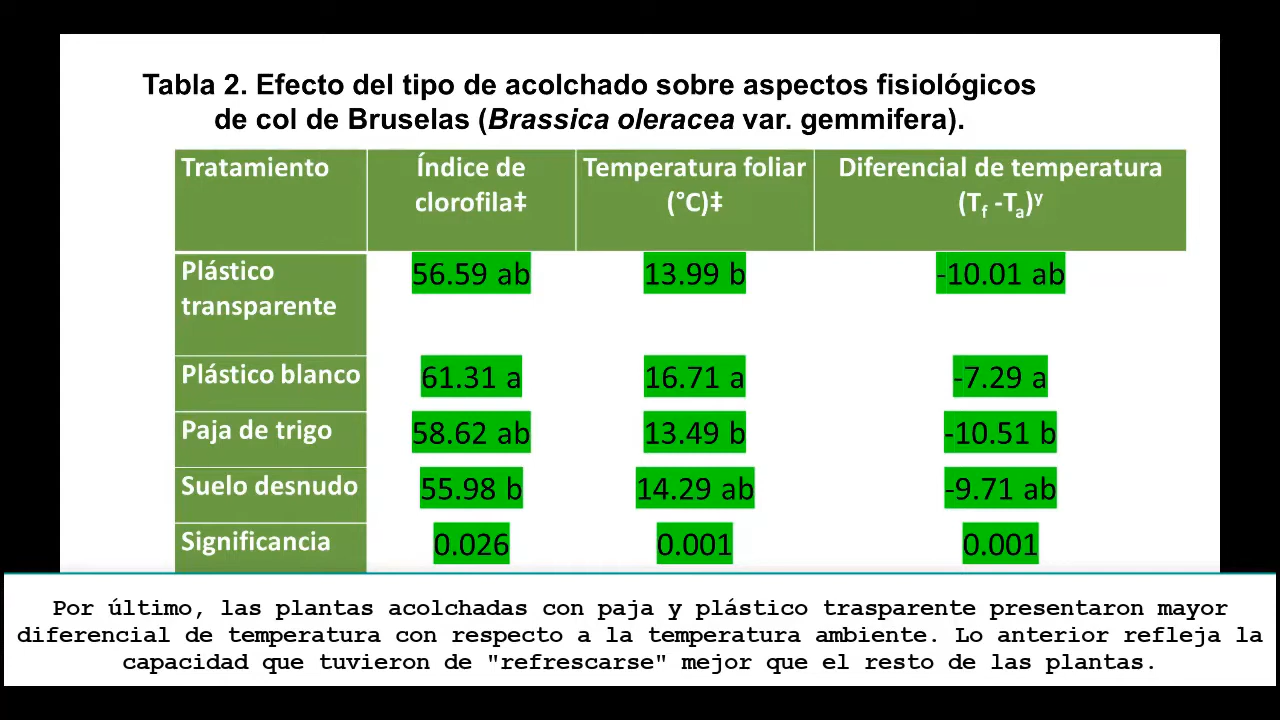 Tabla 2. Efecto del tipo de acolchado sobre aspectos fisiológicos
de col de Bruselas (Brassica oleracea var. gemmifera).
Tratamiento Índice de clorofila‡ Temperatura foliar (°C)‡ Diferencial de temperatura (Tf -Ta)y
Plástico transparente 56.59 ab 13.99 b -10.01 ab
Plástico blanco 61.31 a 16.71 a -7.29 a
Paja de trigo 58.62 ab 13.49 b -10.51 b
Suelo desnudo 55.98 b 14.29 ab -9.71 ab
Significancia 0.026 0.001 0.001
Por último, las plantas acolchadas con paja y plástico trasparente presentaron mayor
diferencial de temperatura con respecto a la temperatura ambiente. Lo anterior refleja la
capacidad que tuvieron de "refrescarse" mejor que el resto de las plantas.